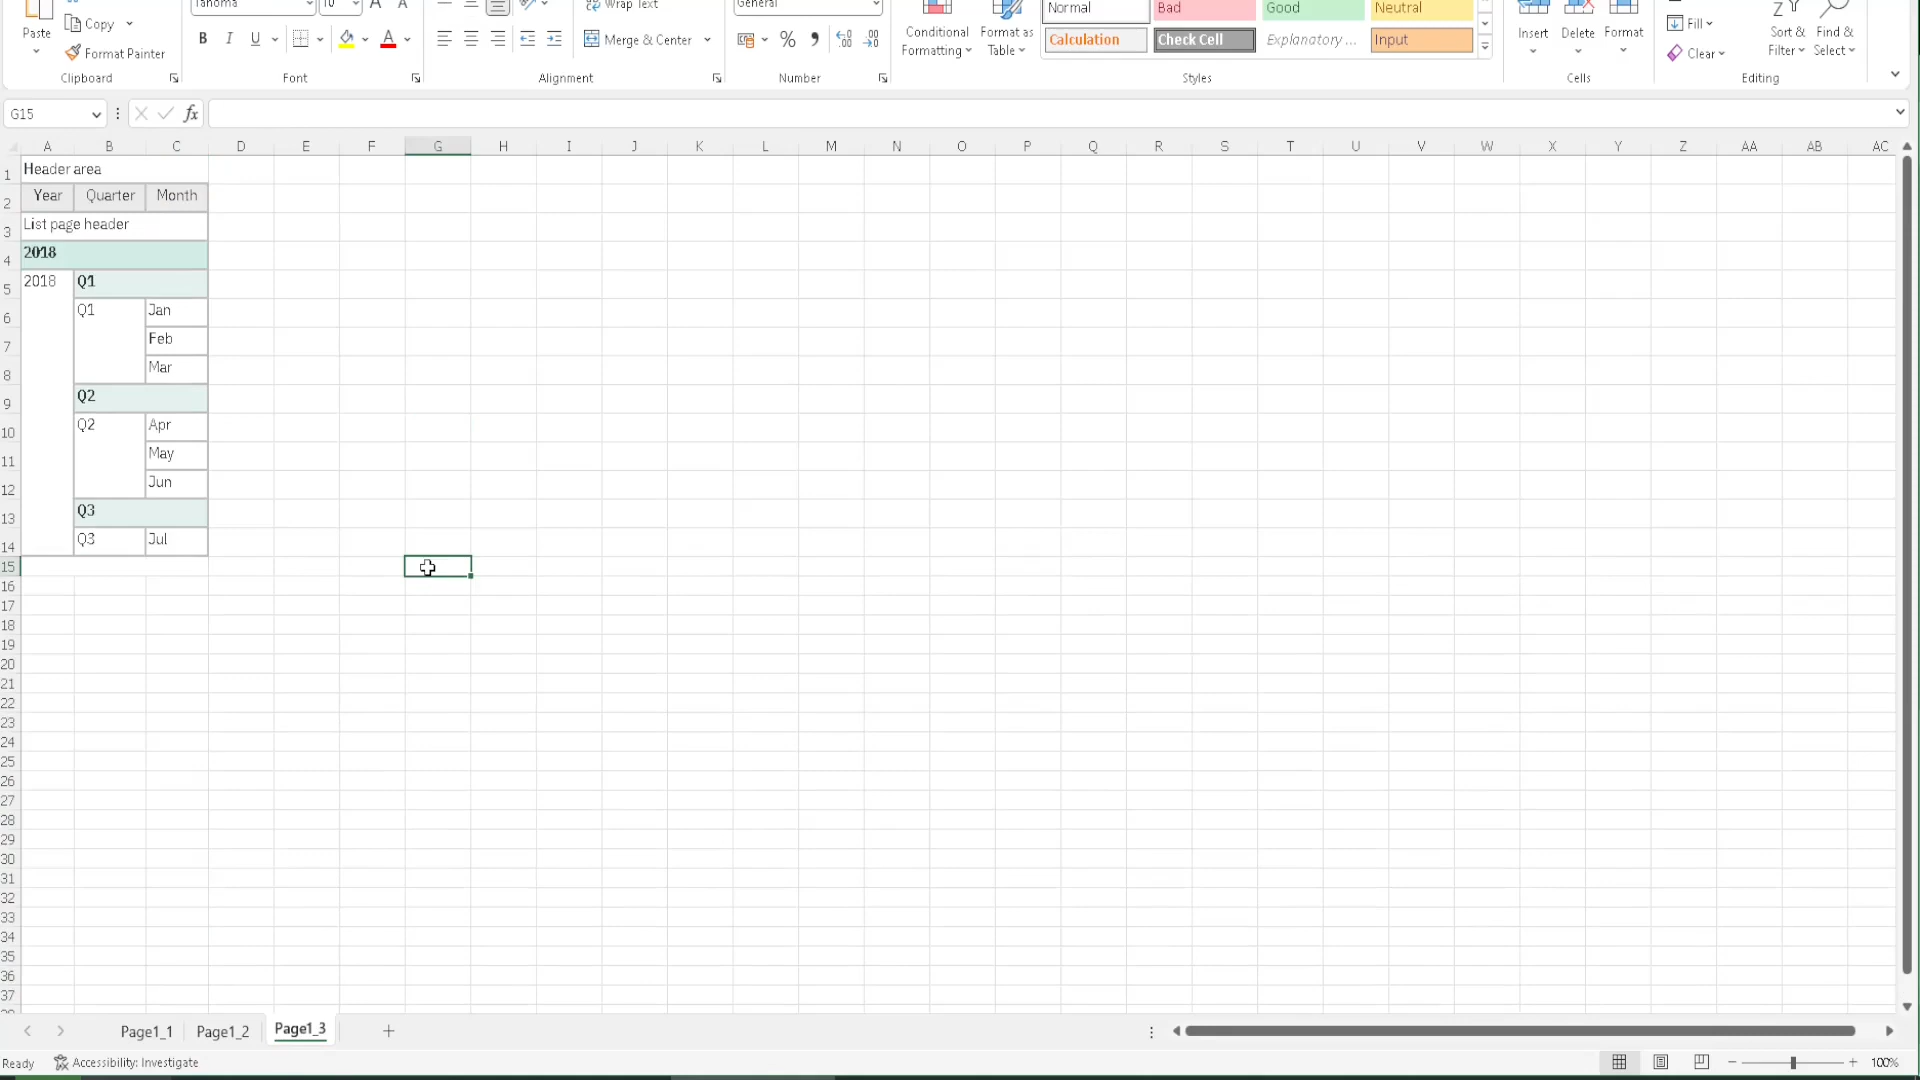 Tahoma 10 A A Wrap Text General Normal Bad Good Neutral
Paste Copy Format Painter B I U Merge & Center % Conditional Formatting Format as Table Calculation Check Cell Explanatory ... Input Insert Delete Format Fill Clear Sort & Filter Find & Select
Clipboard Font Alignment Number Styles Cells Editing
G15 fx
A B C D E F G H I J K L M N O P Q R S T U V W X Y Z AA AB AC
1 Header area
2 Year Quarter Month
3 List page header
4 2018
5 2018 Q1
6 Q1 Jan
7 Feb
8 Mar
9 Q2
10 Q2 Apr
11 May
12 Jun
13 Q3
14 Q3 Jul
15
16
17
18
19
20
21
22
23
24
25
26
27
28
29
30
31
32
33
34
35
36
37
Page1_1 Page1_2 Page1_3
Ready Accessibility: Investigate 100%